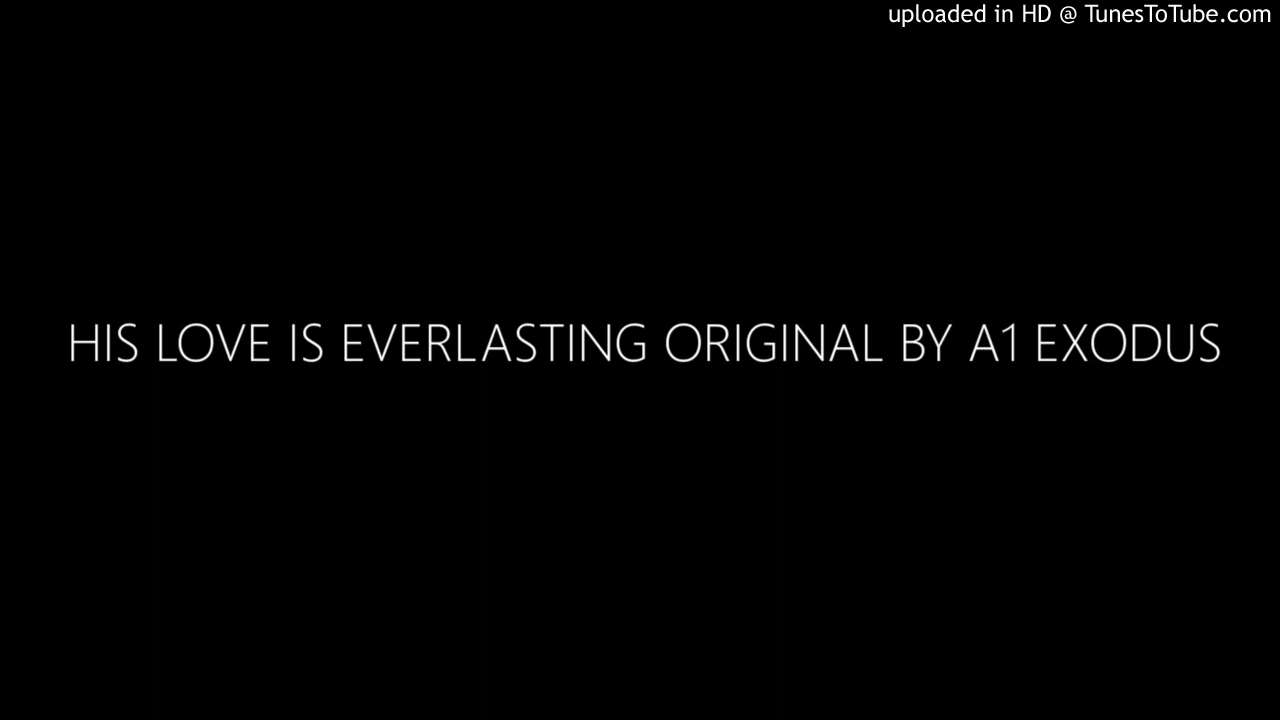 uploaded in HD @ TunesToTube.com
HIS LOVE IS EVERLASTING ORIGINAL BY A1 EXODUS